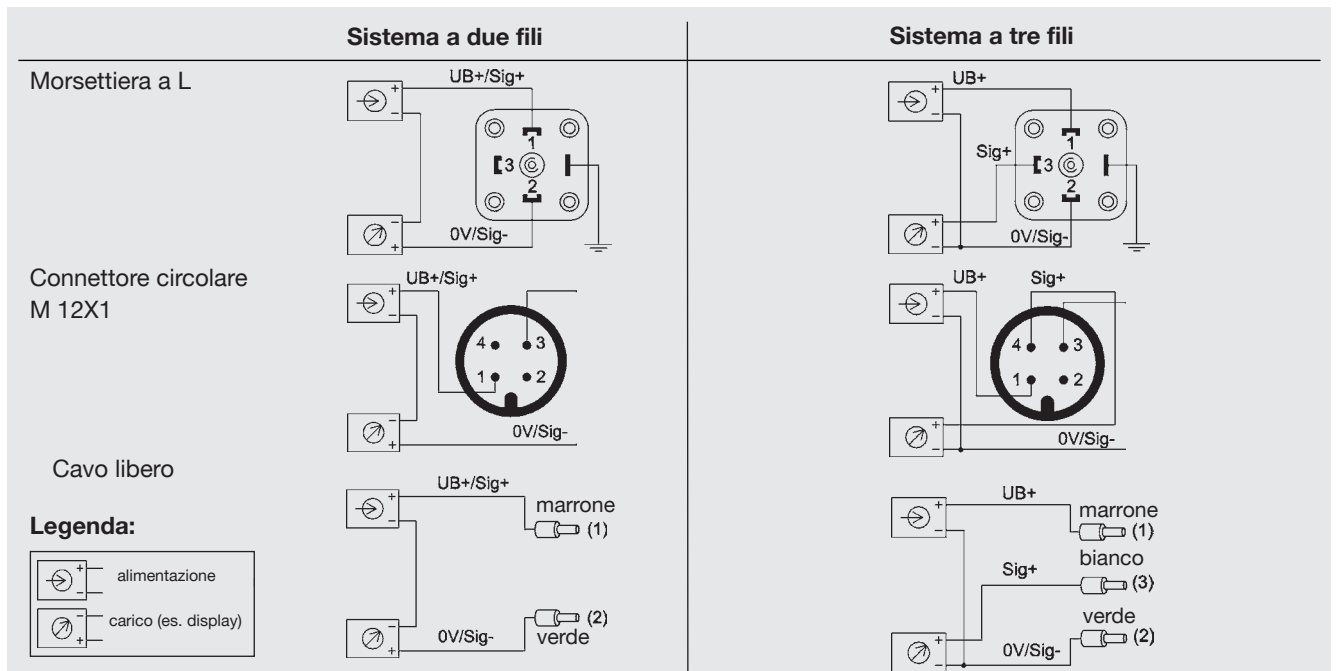 Sistema a due fili
Sistema a tre fili
Morsettiera a L
UB+/Sig+
+
-
1
3
2
-
+
0V/Sig-
UB+
+
-
Sig+
1
3
2
+
-
0V/Sig-
Connettore circolare
M 12X1
UB+/Sig+
+
-
4
3
1
2
-
+
0V/Sig-
UB+
Sig+
+
-
4
3
1
2
+
-
0V/Sig-
Cavo libero
UB+/Sig+
+
-
marrone
(1)
-
+
0V/Sig-
(2)
verde
UB+
+
-
marrone
(1)
bianco
Sig+
(3)
verde
+
-
0V/Sig-
(2)
Legenda:
+
-
alimentazione
-
+
carico (es. display)